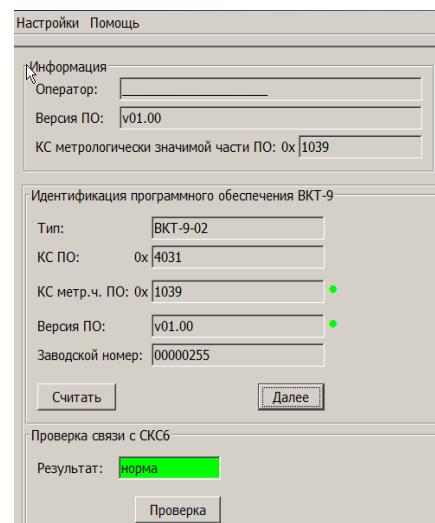 Настройки Помощь
Информация
Оператор:
Версия ПО: v01.00
КС метрологически значимой части ПО: 0x 1039
Идентификация программного обеспечения ВКТ-9
Тип: ВКТ-9-02
КС ПО: 0x 4031
КС метр.ч. ПО: 0x 1039
Версия ПО: v01.00
Заводской номер: 00000255
Считать Далее
Проверка связи с СКС6
Результат: норма
Проверка